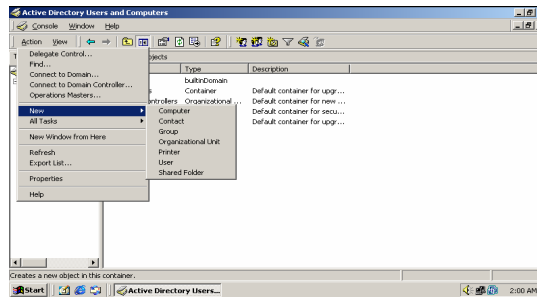 Active Directory Users and Computers
Console Window Help
Action View
Delegate Control...
Find...
Connect to Domain...
Connect to Domain Controller...
Operations Masters...
New
All Tasks
New Window from Here
Refresh
Export List...
Properties
Help
Computer
Contact
Group
Organizational Unit
Printer
User
Shared Folder
bjects
Type Description
builtinDomain
s Container Default container for upgr...
ntrollers Organizational ... Default container for new ...
Default container for secu...
Default container for upgr...
Creates a new object in this container.
Start Active Directory Users... 2:00 AM